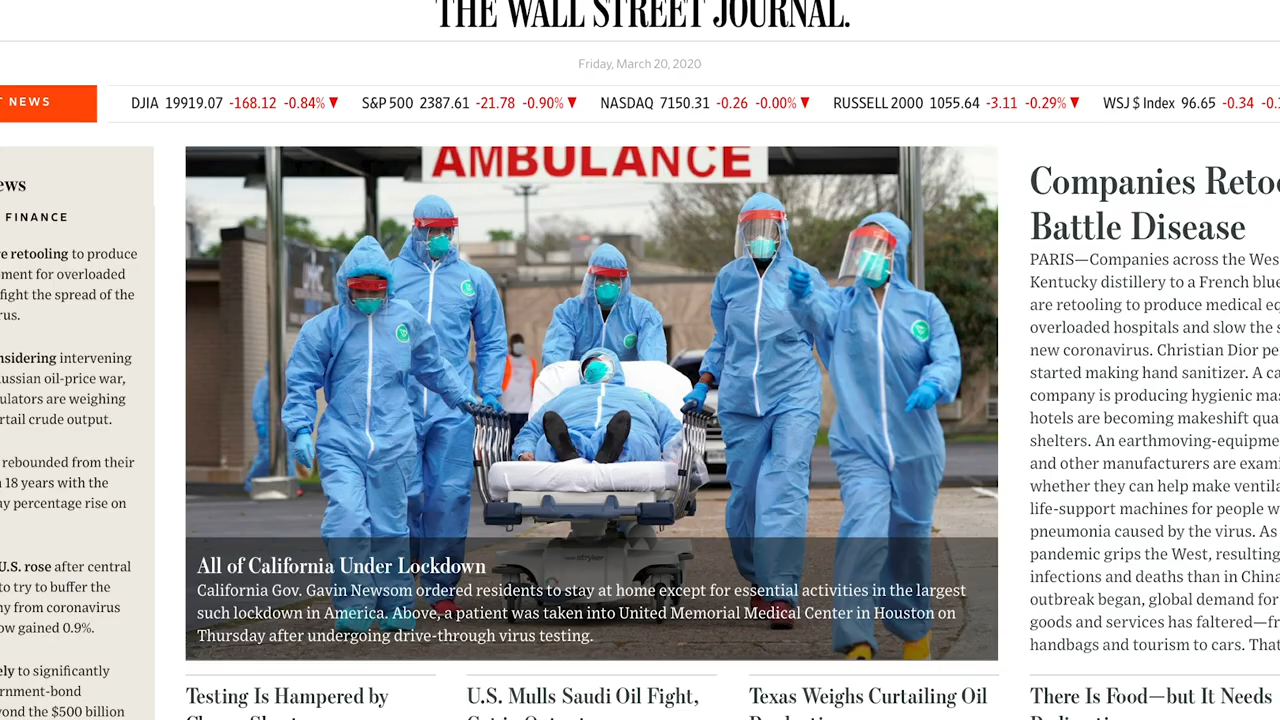 THE WALL STREET JOURNAL.
Friday, March 20, 2020
NEWS
DJIA 19919.07 -168.12 -0.84% ▼ S&P 500 2387.61 -21.78 -0.90% ▼ NASDAQ 7150.31 -0.26 -0.00% ▼ RUSSELL 2000 1055.64 -3.11 -0.29% ▼ WSJ $ Index 96.65 -0.34
ews
FINANCE
e retooling to produce
ment for overloaded
fight the spread of the
rus.
nsidering intervening
ussian oil-price war,
ulators are weighing
rtail crude output.
rebounded from their
18 years with the
ny percentage rise on
U.S. rose after central
to try to buffer the
ny from coronavirus
ow gained 0.9%.
ely to significantly
rnment-bond
yond the $500 billion
AMBULANCE
stryker
All of California Under Lockdown
California Gov. Gavin Newsom ordered residents to stay at home except for essential activities in the largest
such lockdown in America. Above, a patient was taken into United Memorial Medical Center in Houston on
Thursday after undergoing drive-through virus testing.
Companies Reto
Battle Disease
PARIS—Companies across the Wes
Kentucky distillery to a French blue
are retooling to produce medical eq
overloaded hospitals and slow the s
new coronavirus. Christian Dior pe
started making hand sanitizer. A ca
company is producing hygienic mas
hotels are becoming makeshift qua
shelters. An earthmoving-equipme
and other manufacturers are exami
whether they can help make ventila
life-support machines for people w
pneumonia caused by the virus. As
pandemic grips the West, resulting
infections and deaths than in China
outbreak began, global demand for
goods and services has faltered—fr
handbags and tourism to cars. That
Testing Is Hampered by
U.S. Mulls Saudi Oil Fight,
Texas Weighs Curtailing Oil
There Is Food—but It Needs